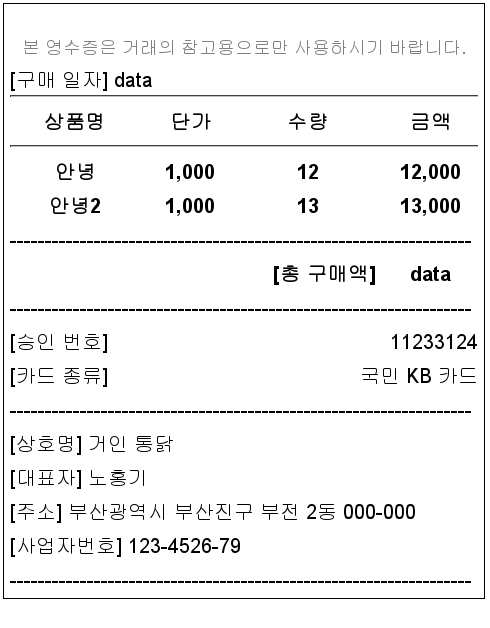 본 영수증은 거래의 참고용으로만 사용하시기 바랍니다.
[구매 일자] data
상품명 단가 수량 금액
안녕 1,000 12 12,000
안녕2 1,000 13 13,000
[총 구매액] data
[승인 번호] 11233124
[카드 종류] 국민 KB 카드
[상호명] 거인 통닭
[대표자] 노홍기
[주소] 부산광역시 부산진구 부전 2동 000-000
[사업자번호] 123-4526-79